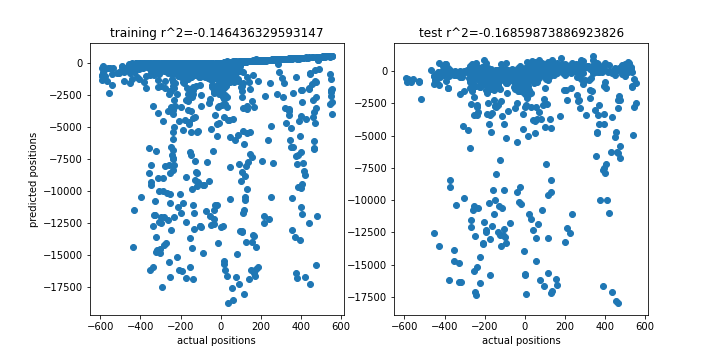 training r^2=-0.146436329593147
test r^2=-0.16859873886923826
predicted positions
0
−2500
−5000
−7500
−10000
−12500
−15000
−17500
−600 −400 −200 0 200 400 600
actual positions
0
−2500
−5000
−7500
−10000
−12500
−15000
−17500
−600 −400 −200 0 200 400 600
actual positions